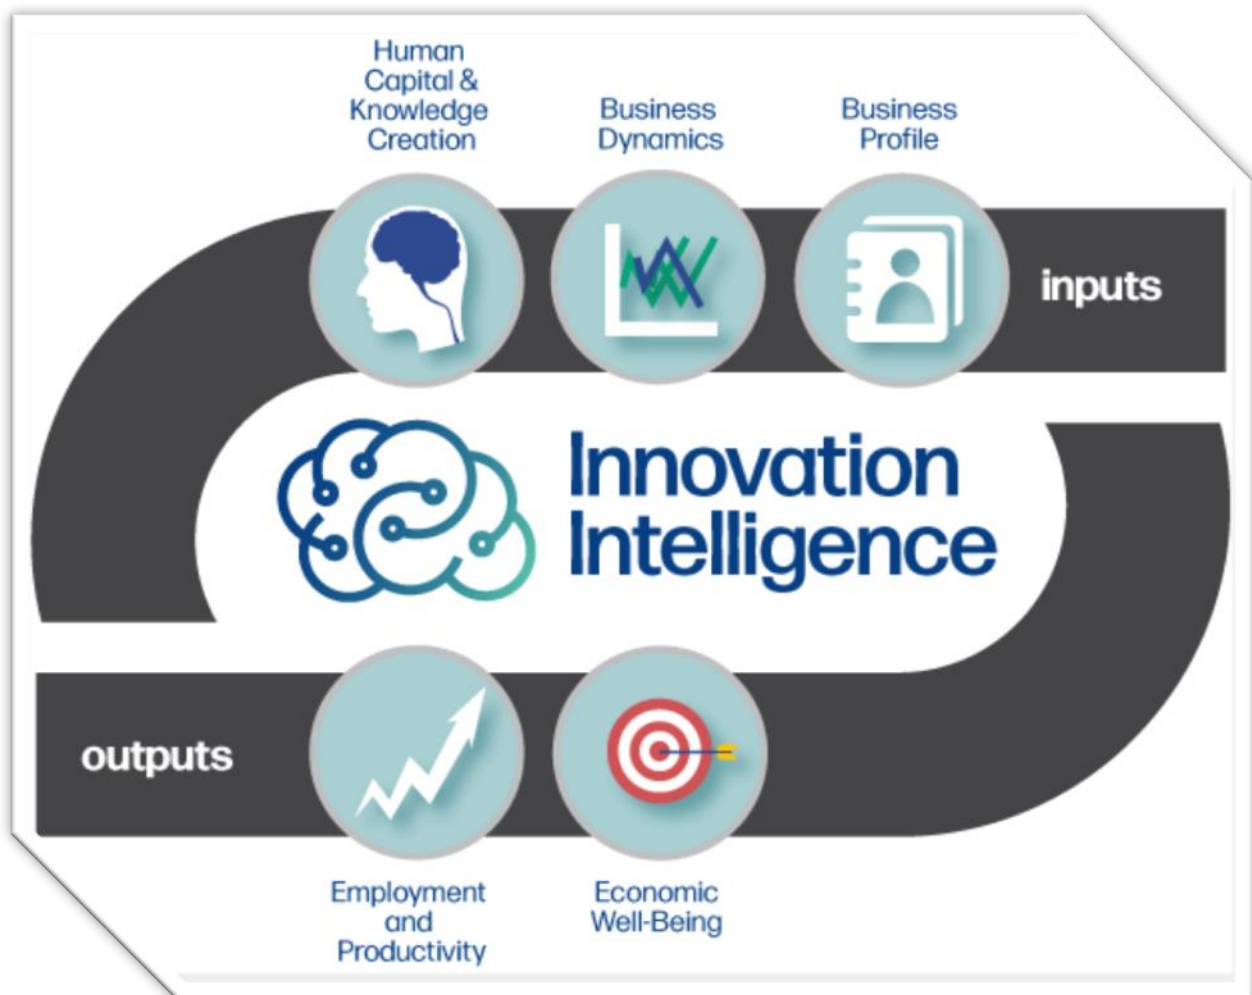 Human
Capital &
Knowledge
Creation
Business
Dynamics
Business
Profile
inputs
Innovation
Intelligence
outputs
Employment
and
Productivity
Economic
Well-Being